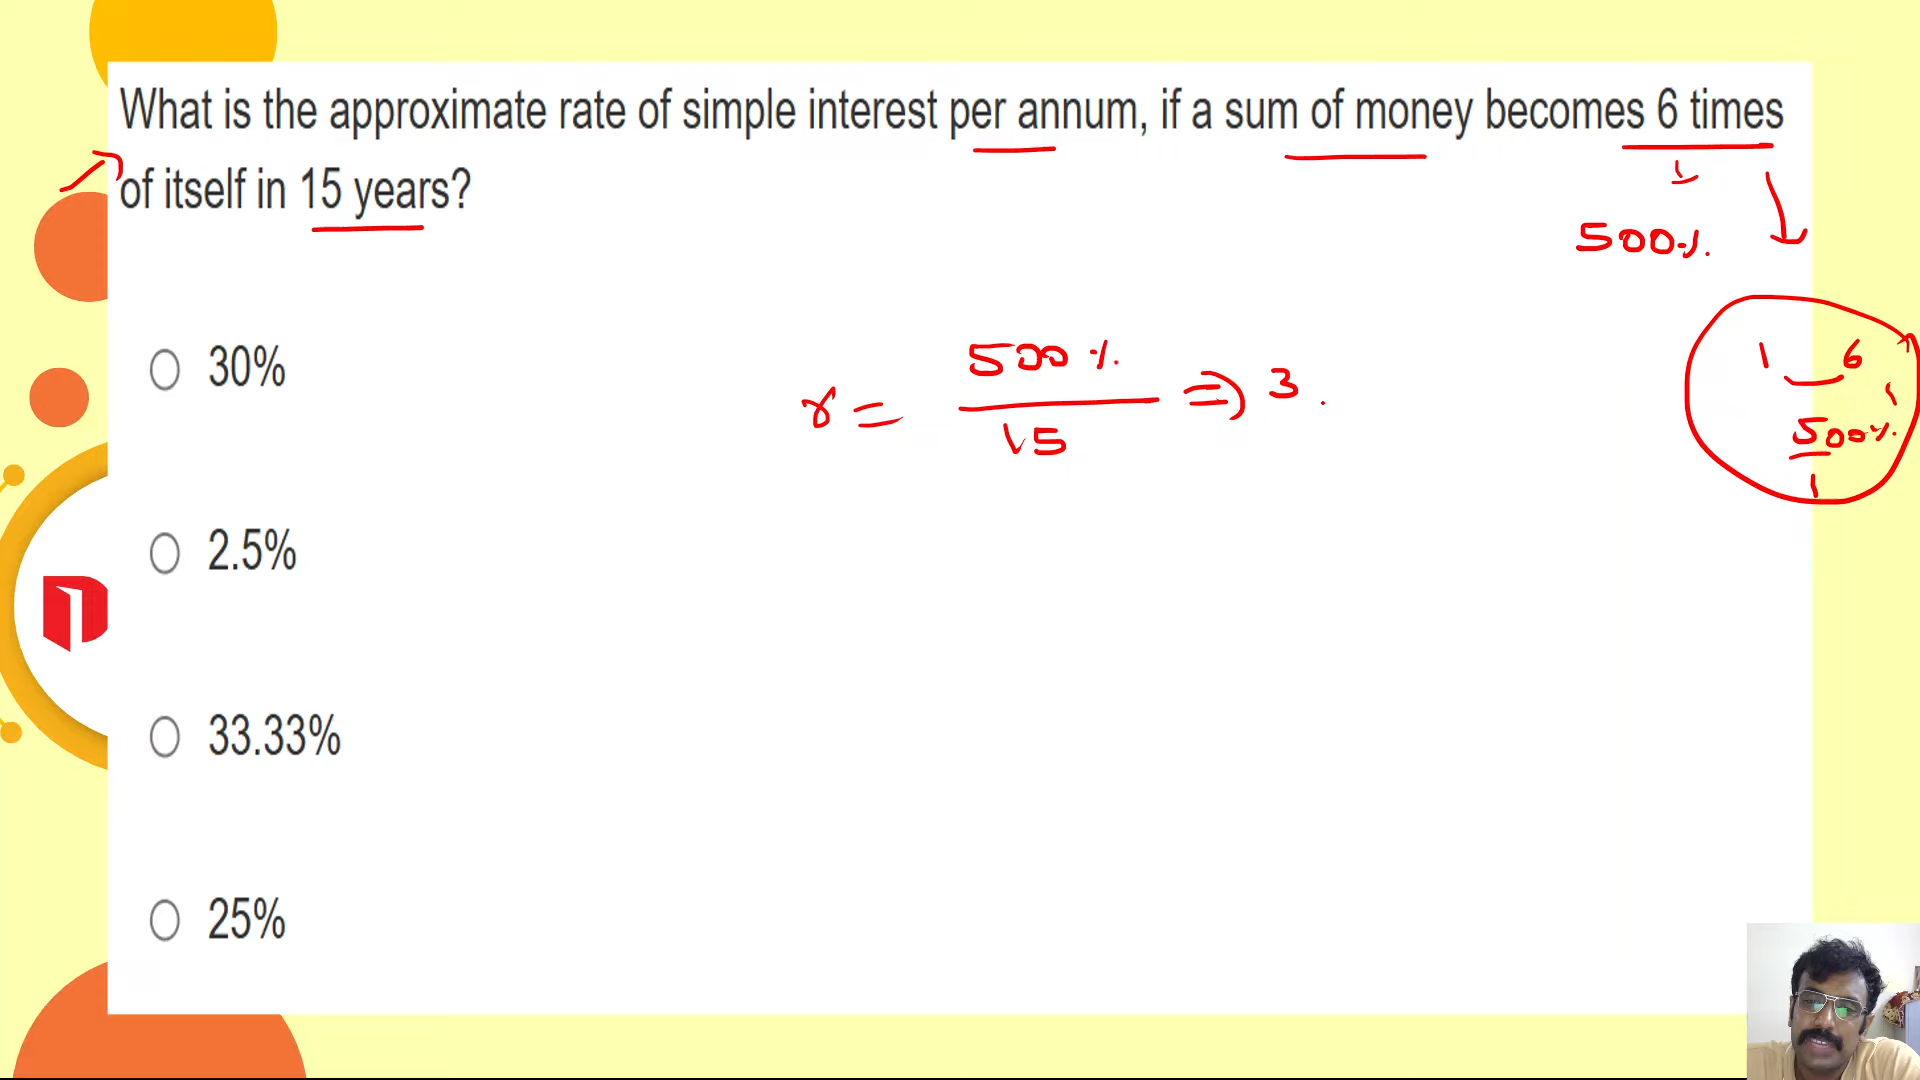 What is the approximate rate of simple interest per annum, if a sum of money becomes 6 times
of itself in 15 years?
500%
30%
r = 500% / 15 => 3.
1 6
500%
2.5%
33.33%
25%